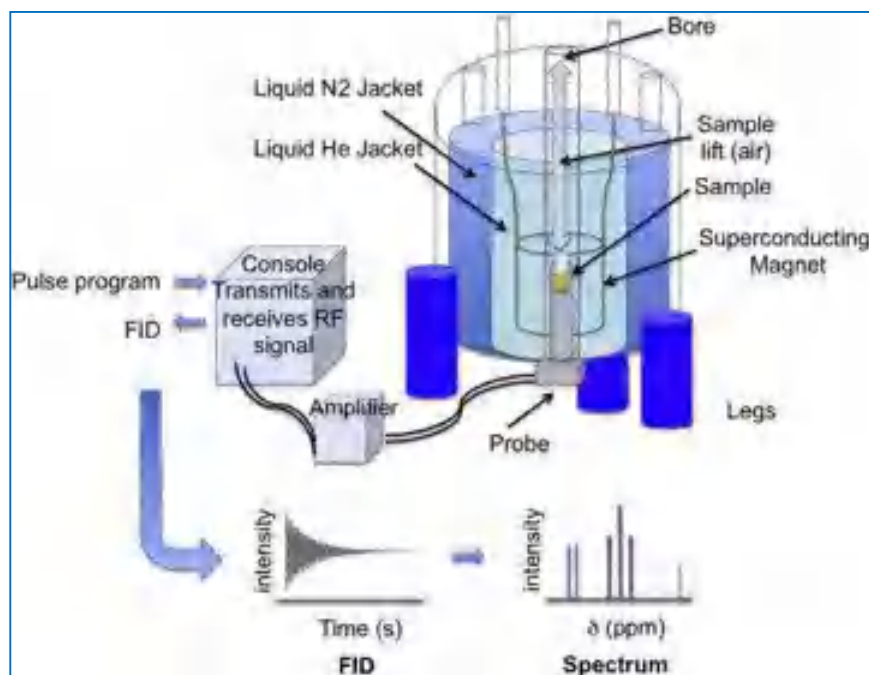 Bore
Liquid N2 Jacket
Liquid He Jacket
Sample
lift (air)
Sample
Superconducting
Magnet
Pulse program
FID
Console
Transmits and
receives RF
signal
Amplifier
Probe
Legs
intensity
Time (s)
FID
intensity
δ (ppm)
Spectrum